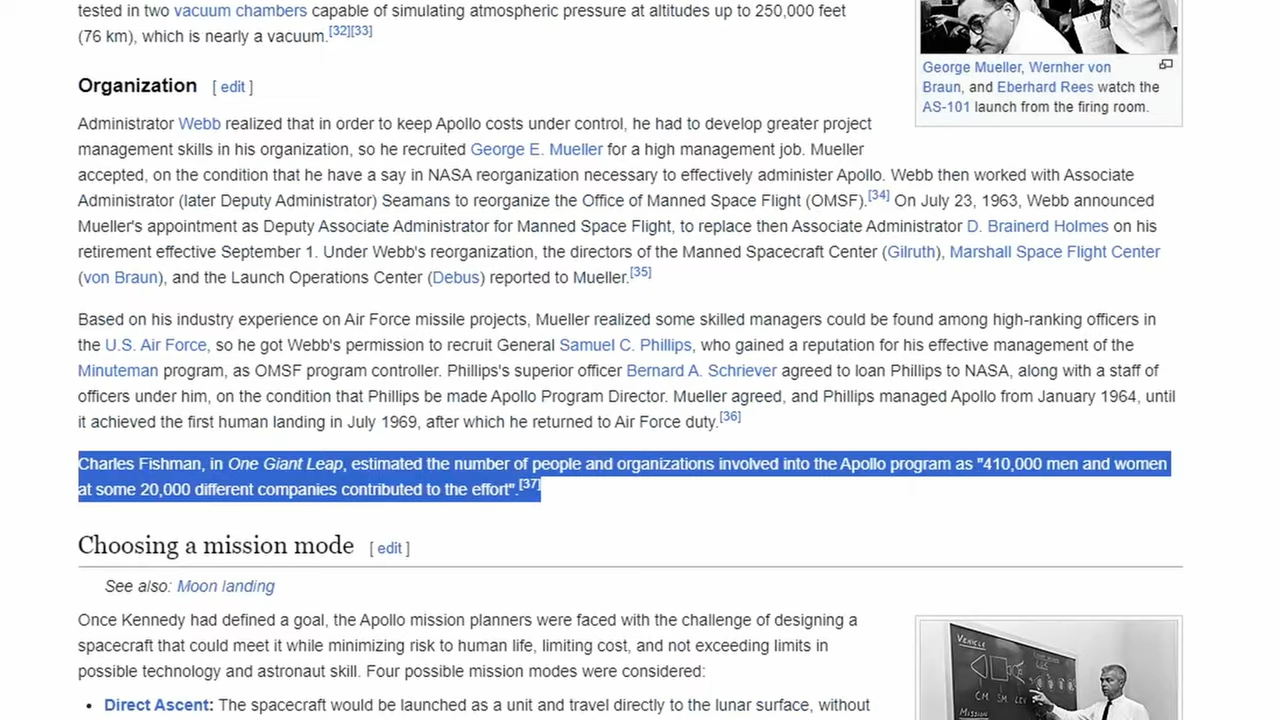 tested in two vacuum chambers capable of simulating atmospheric pressure at altitudes up to 250,000 feet
(76 km), which is nearly a vacuum.[32][33]
George Mueller, Wernher von
Braun, and Eberhard Rees watch the
AS-101 launch from the firing room.
Organization [ edit ]
Administrator Webb realized that in order to keep Apollo costs under control, he had to develop greater project
management skills in his organization, so he recruited George E. Mueller for a high management job. Mueller
accepted, on the condition that he have a say in NASA reorganization necessary to effectively administer Apollo. Webb then worked with Associate
Administrator (later Deputy Administrator) Seamans to reorganize the Office of Manned Space Flight (OMSF).[34] On July 23, 1963, Webb announced
Mueller's appointment as Deputy Associate Administrator for Manned Space Flight, to replace then Associate Administrator D. Brainerd Holmes on his
retirement effective September 1. Under Webb's reorganization, the directors of the Manned Spacecraft Center (Gilruth), Marshall Space Flight Center
(von Braun), and the Launch Operations Center (Debus) reported to Mueller.[35]
Based on his industry experience on Air Force missile projects, Mueller realized some skilled managers could be found among high-ranking officers in
the U.S. Air Force, so he got Webb's permission to recruit General Samuel C. Phillips, who gained a reputation for his effective management of the
Minuteman program, as OMSF program controller. Phillips's superior officer Bernard A. Schriever agreed to loan Phillips to NASA, along with a staff of
officers under him, on the condition that Phillips be made Apollo Program Director. Mueller agreed, and Phillips managed Apollo from January 1964, until
it achieved the first human landing in July 1969, after which he returned to Air Force duty.[36]
Charles Fishman, in One Giant Leap, estimated the number of people and organizations involved into the Apollo program as "410,000 men and women
at some 20,000 different companies contributed to the effort".[37]
Choosing a mission mode [ edit ]
See also: Moon landing
Once Kennedy had defined a goal, the Apollo mission planners were faced with the challenge of designing a
spacecraft that could meet it while minimizing risk to human life, limiting cost, and not exceeding limits in
possible technology and astronaut skill. Four possible mission modes were considered:
• Direct Ascent: The spacecraft would be launched as a unit and travel directly to the lunar surface, without
VEHICLE
CM SM LEV
MISSION